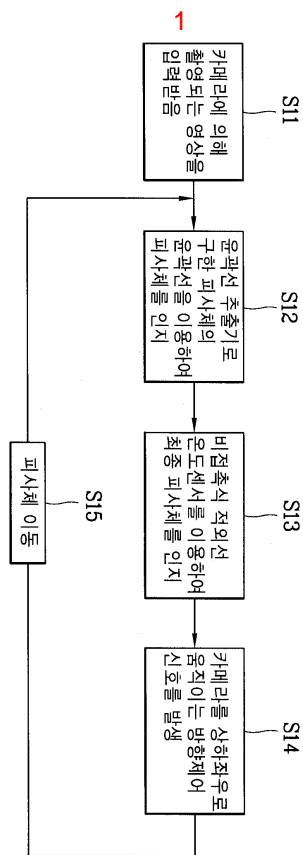 1
S11
카메라에 의해
촬영되는 영상을
입력 받음
S12
윤곽선 추출기로
구한 피사체의
윤곽선을 이용하여
피사체를 인지
S13
비접촉식 적외선
온도센서를 이용하여
최종 피사체를 인지
S14
카메라를 상하좌우로
움직이는 방향제어
신호를 발생
S15
피사체 이동